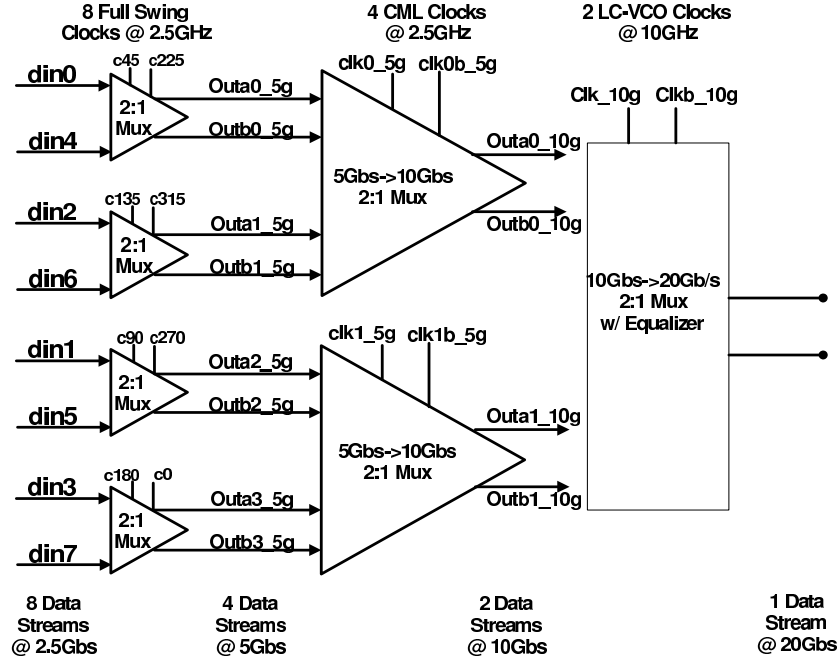 8 Full Swing
Clocks @ 2.5GHz
4 CML Clocks
@ 2.5GHz
2 LC-VCO Clocks
@ 10GHz
din0
c45
c225
2:1
Mux
din4
Outa0_5g
Outb0_5g
clk0_5g
clk0b_5g
5Gbs->10Gbs
2:1 Mux
Outa0_10g
Outb0_10g
Clk_10g
Clkb_10g
din2
c135
c315
2:1
Mux
din6
Outa1_5g
Outb1_5g
10Gbs->20Gb/s
2:1 Mux
w/ Equalizer
din1
c90
c270
2:1
Mux
din5
Outa2_5g
Outb2_5g
clk1_5g
clk1b_5g
5Gbs->10Gbs
2:1 Mux
Outa1_10g
Outb1_10g
din3
c180
c0
2:1
Mux
din7
Outa3_5g
Outb3_5g
8 Data
Streams
@ 2.5Gbs
4 Data
Streams
@ 5Gbs
2 Data
Streams
@ 10Gbs
1 Data
Stream
@ 20Gbs